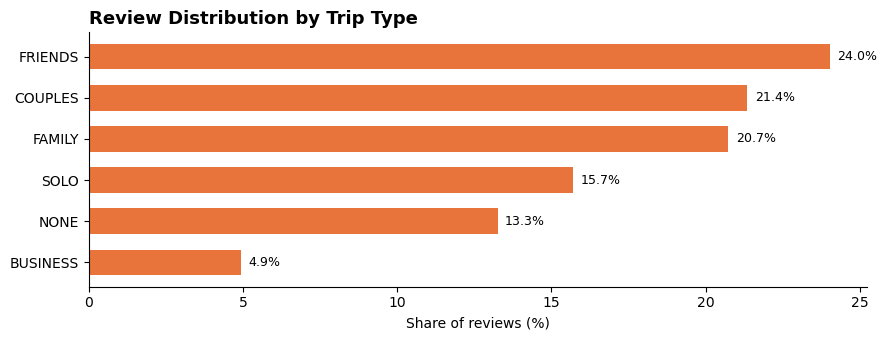 Review Distribution by Trip Type
FRIENDS 24.0%
COUPLES 21.4%
FAMILY 20.7%
SOLO 15.7%
NONE 13.3%
BUSINESS 4.9%
0 5 10 15 20 25
Share of reviews (%)